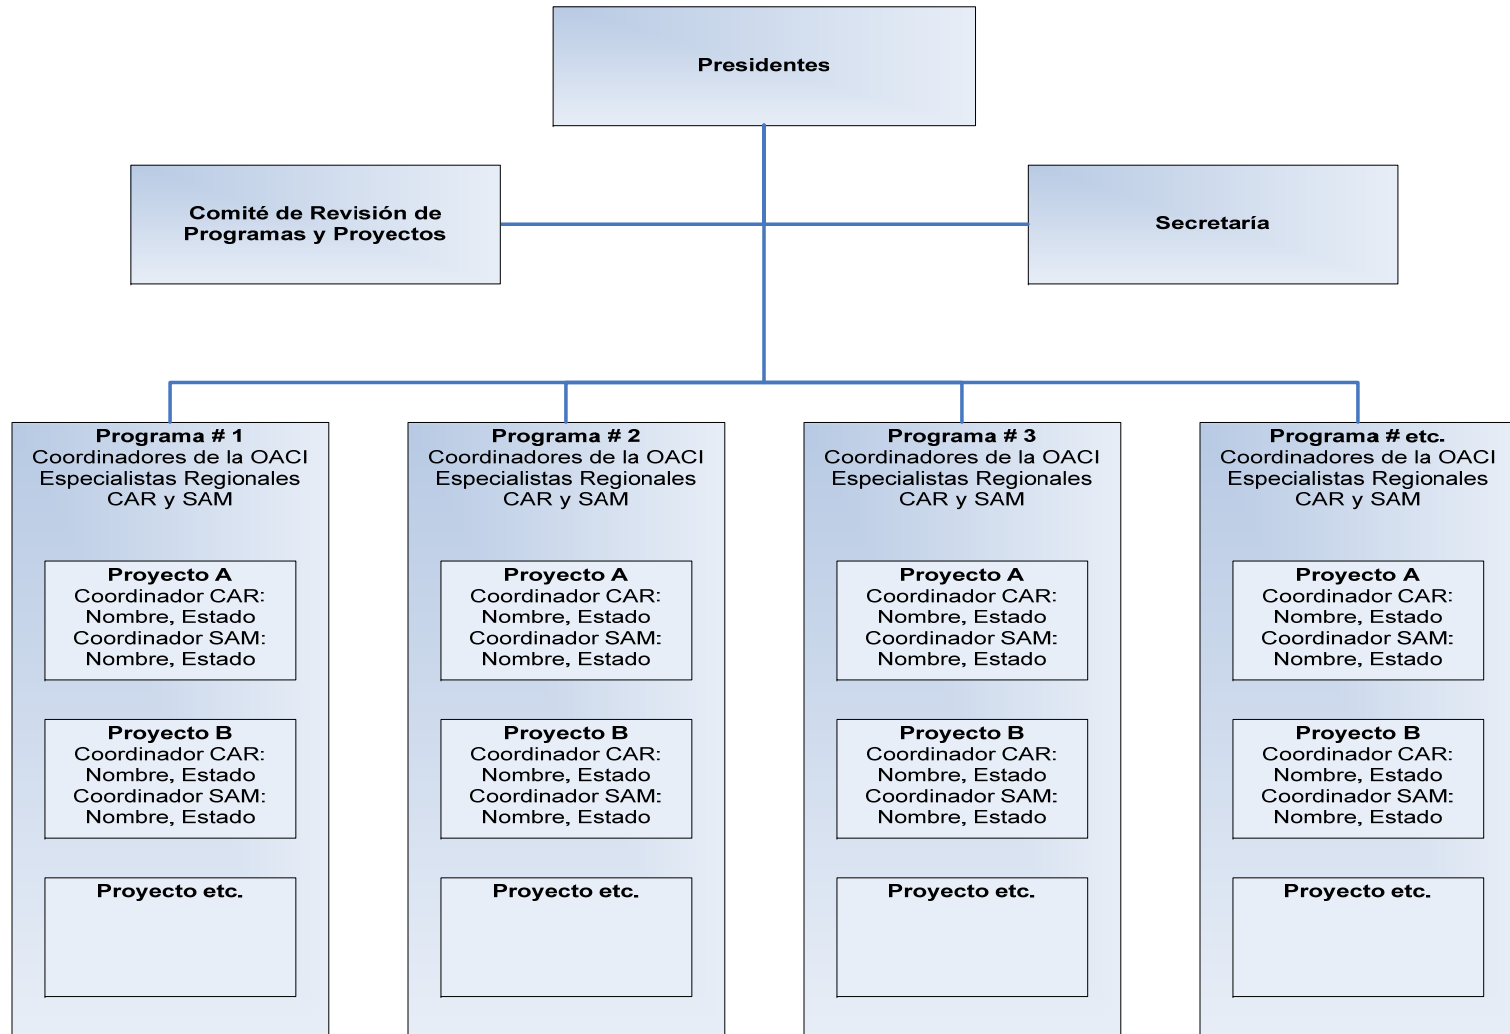 Presidentes
Comité de Revisión de
Programas y Proyectos
Secretaría
Programa # 1
Coordinadores de la OACI
Especialistas Regionales
CAR y SAM
Proyecto A
Coordinador CAR:
Nombre, Estado
Coordinador SAM:
Nombre, Estado
Proyecto B
Coordinador CAR:
Nombre, Estado
Coordinador SAM:
Nombre, Estado
Proyecto etc.
Programa # 2
Coordinadores de la OACI
Especialistas Regionales
CAR y SAM
Proyecto A
Coordinador CAR:
Nombre, Estado
Coordinador SAM:
Nombre, Estado
Proyecto B
Coordinador CAR:
Nombre, Estado
Coordinador SAM:
Nombre, Estado
Proyecto etc.
Programa # 3
Coordinadores de la OACI
Especialistas Regionales
CAR y SAM
Proyecto A
Coordinador CAR:
Nombre, Estado
Coordinador SAM:
Nombre, Estado
Proyecto B
Coordinador CAR:
Nombre, Estado
Coordinador SAM:
Nombre, Estado
Proyecto etc.
Programa # etc.
Coordinadores de la OACI
Especialistas Regionales
CAR y SAM
Proyecto A
Coordinador CAR:
Nombre, Estado
Coordinador SAM:
Nombre, Estado
Proyecto B
Coordinador CAR:
Nombre, Estado
Coordinador SAM:
Nombre, Estado
Proyecto etc.